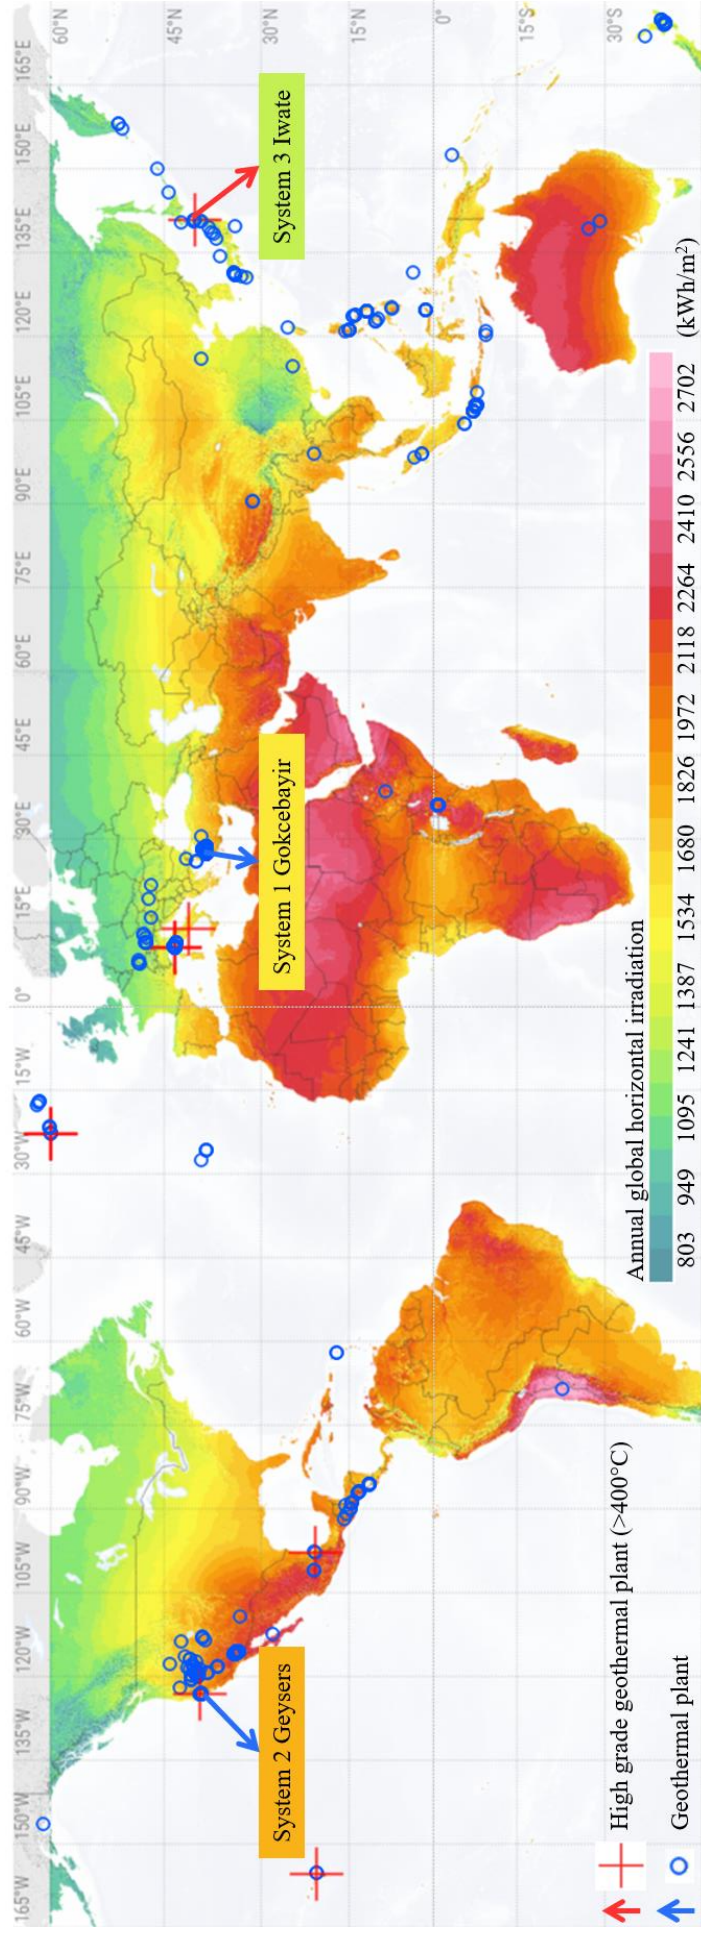 165°W
150°W
135°W
120°W
105°W
90°W
75°W
60°W
45°W
30°W
15°W
0°
15°E
30°E
45°E
60°E
75°E
90°E
105°E
120°E
135°E
150°E
165°E
60°N
45°N
30°N
15°N
0°
15°S
30°S
System 2 Geysers
System 1 Gokcebayir
System 3 Iwate
High grade geothermal plant (>400°C)
Geothermal plant
Annual global horizontal irradiation
803 949 1095 1241 1387 1534 1680 1826 1972 2118 2264 2410 2556 2702 (kWh/m²)